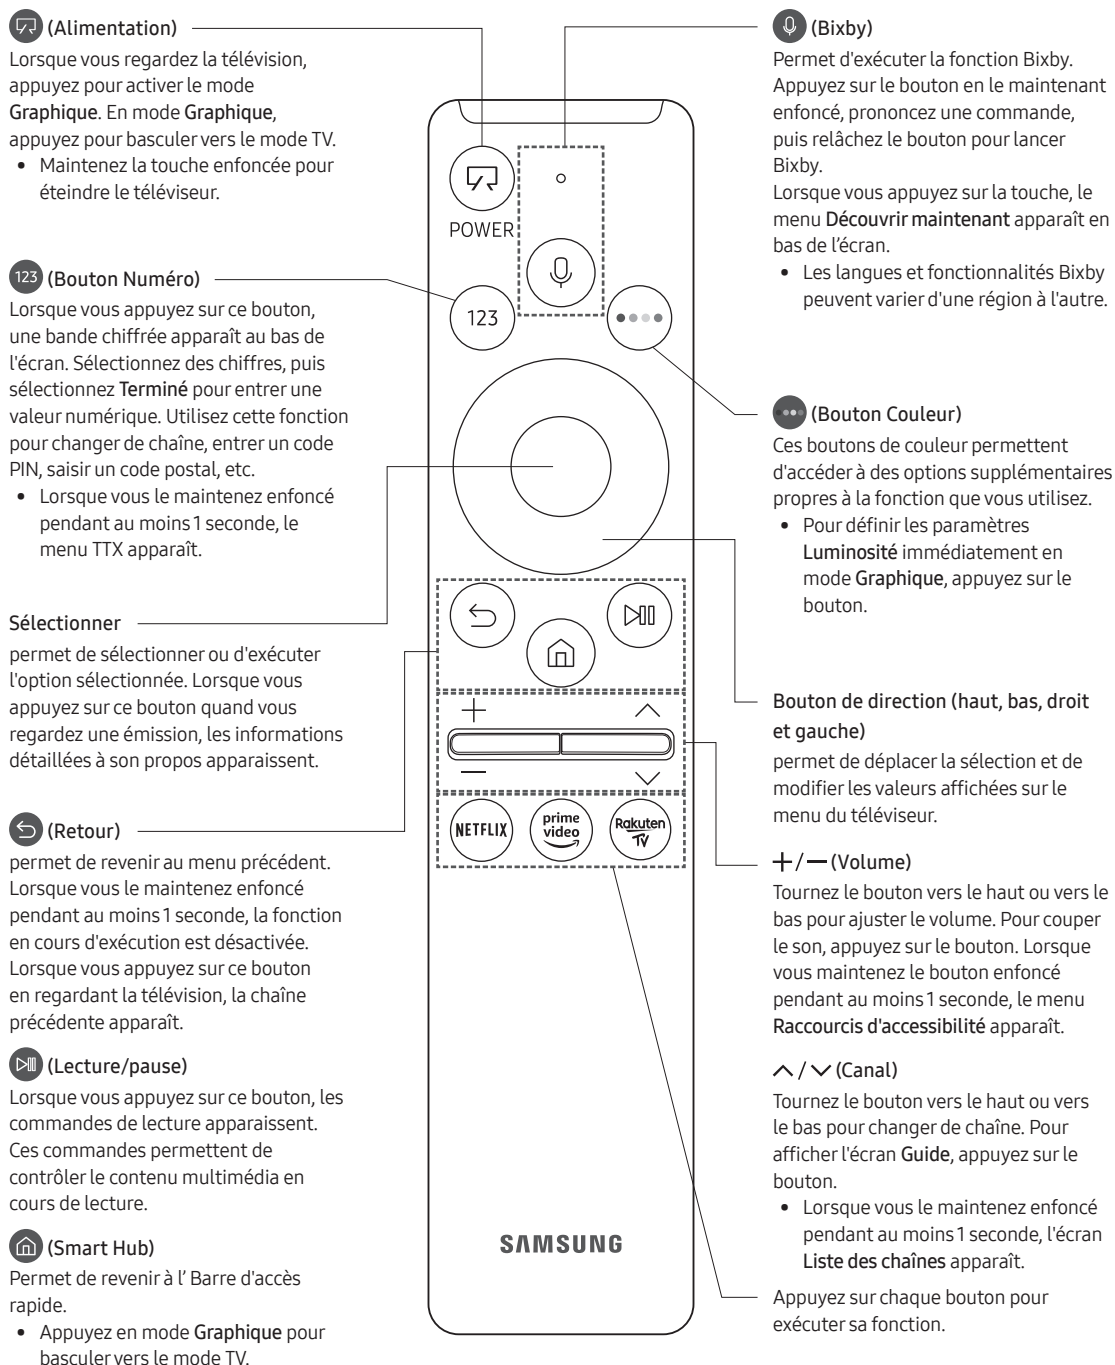 (Alimentation)
Lorsque vous regardez la télévision,
appuyez pour activer le mode
Graphique. En mode Graphique,
appuyez pour basculer vers le mode TV.
• Maintenez la touche enfoncée pour
éteindre le téléviseur.
123 (Bouton Numéro)
Lorsque vous appuyez sur ce bouton,
une bande chiffrée apparaît au bas de
l'écran. Sélectionnez des chiffres, puis
sélectionnez Terminé pour entrer une
valeur numérique. Utilisez cette fonction
pour changer de chaîne, entrer un code
PIN, saisir un code postal, etc.
• Lorsque vous le maintenez enfoncé
pendant au moins 1 seconde, le
menu TTX apparaît.
Sélectionner
permet de sélectionner ou d'exécuter
l'option sélectionnée. Lorsque vous
appuyez sur ce bouton quand vous
regardez une émission, les informations
détaillées à son propos apparaissent.
(Retour)
permet de revenir au menu précédent.
Lorsque vous le maintenez enfoncé
pendant au moins 1 seconde, la fonction
en cours d'exécution est désactivée.
Lorsque vous appuyez sur ce bouton
en regardant la télévision, la chaîne
précédente apparaît.
(Lecture/pause)
Lorsque vous appuyez sur ce bouton, les
commandes de lecture apparaissent.
Ces commandes permettent de
contrôler le contenu multimédia en
cours de lecture.
(Smart Hub)
Permet de revenir à l’ Barre d'accès
rapide.
• Appuyez en mode Graphique pour
basculer vers le mode TV.
POWER
123
NETFLIX
prime
video
Rakuten
TV
SAMSUNG
(Bixby)
Permet d'exécuter la fonction Bixby.
Appuyez sur le bouton en le maintenant
enfoncé, prononcez une commande,
puis relâchez le bouton pour lancer
Bixby.
Lorsque vous appuyez sur la touche, le
menu Découvrir maintenant apparaît en
bas de l’écran.
• Les langues et fonctionnalités Bixby
peuvent varier d'une région à l'autre.
(Bouton Couleur)
Ces boutons de couleur permettent
d'accéder à des options supplémentaires
propres à la fonction que vous utilisez.
• Pour définir les paramètres
Luminosité immédiatement en
mode Graphique, appuyez sur le
bouton.
Bouton de direction (haut, bas, droit
et gauche)
permet de déplacer la sélection et de
modifier les valeurs affichées sur le
menu du téléviseur.
+/— (Volume)
Tournez le bouton vers le haut ou vers le
bas pour ajuster le volume. Pour couper
le son, appuyez sur le bouton. Lorsque
vous maintenez le bouton enfoncé
pendant au moins 1 seconde, le menu
Raccourcis d'accessibilité apparaît.
/ (Canal)
Tournez le bouton vers le haut ou vers
le bas pour changer de chaîne. Pour
afficher l'écran Guide, appuyez sur le
bouton.
• Lorsque vous le maintenez enfoncé
pendant au moins 1 seconde, l'écran
Liste des chaînes apparaît.
Appuyez sur chaque bouton pour
exécuter sa fonction.